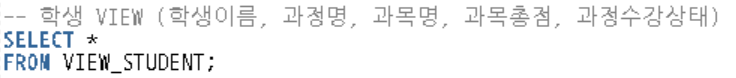 -- 학생 VIEW (학생이름, 과정명, 과목명, 과목총점, 과정수강상태)
SELECT *
FROM VIEW_STUDENT;